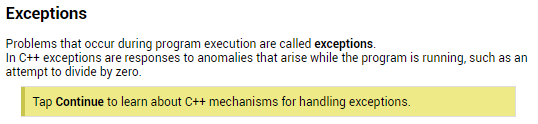 Exceptions
Problems that occur during program execution are called exceptions.
In C++ exceptions are responses to anomalies that arise while the program is running, such as an
attempt to divide by zero.
Tap Continue to learn about C++ mechanisms for handling exceptions.